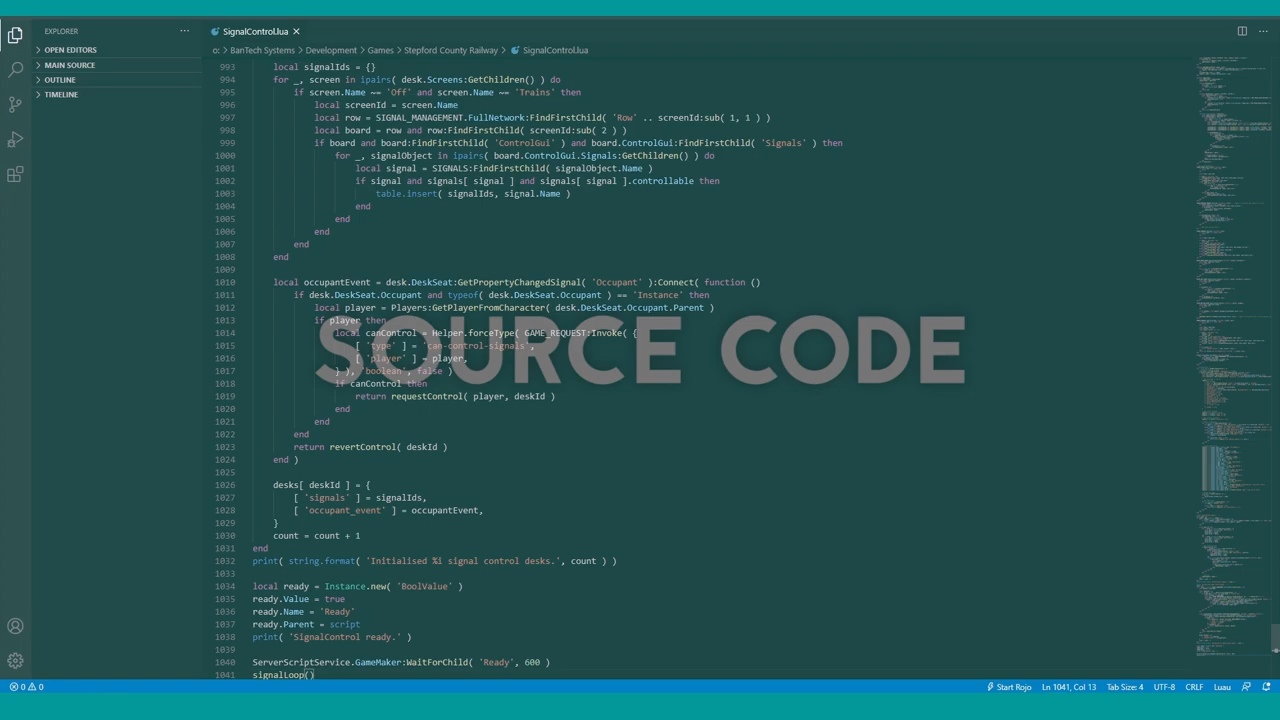 EXPLORER
OPEN EDITORS
MAIN SOURCE
OUTLINE
TIMELINE
SignalControl.lua
o: > BanTech Systems > Development > Games > Stepford County Railway > SignalControl.lua
993 local signalIds = {}
994 for _, screen in ipairs( desk.Screens:GetChildren() ) do
995 if screen.Name ~= 'Off' and screen.Name ~= 'Trains' then
996 local screenId = screen.Name
997 local row = SIGNAL_MANAGEMENT.FullNetwork:FindFirstChild( 'Row' .. screenId:sub( 1, 1 ) )
998 local board = row and row:FindFirstChild( screenId:sub( 2 ) )
999 if board and board:FindFirstChild( 'ControlGui' ) and board.ControlGui:FindFirstChild( 'Signals' ) then
1000 for _, signalObject in ipairs( board.ControlGui.Signals:GetChildren() ) do
1001 local signal = SIGNALS:FindFirstChild( signalObject.Name )
1002 if signal and signals[ signal ] and signals[ signal ].controllable then
1003 table.insert( signalIds, signal.Name )
1004 end
1005 end
1006 end
1007 end
1008 end
1009
1010 local occupantEvent = desk.DeskSeat:GetPropertyChangedSignal( 'Occupant' ):Connect( function ()
1011 if desk.DeskSeat.Occupant and typeof( desk.DeskSeat.Occupant ) == 'Instance' then
1012 local player = Players:GetPlayerFromCharacter( desk.DeskSeat.Occupant.Parent )
1013 if player then
1014 local canControl = Helper.forceType( GAME_REQUEST:Invoke( {
1015 [ 'type' ] = 'can-control-signals',
1016 [ 'player' ] = player,
1017 } ), 'boolean', false )
1018 if canControl then
1019 return requestControl( player, deskId )
1020 end
1021 end
1022 end
1023 return revertControl( deskId )
1024 end )
1025
1026 desks[ deskId ] = {
1027 [ 'signals' ] = signalIds,
1028 [ 'occupant_event' ] = occupantEvent,
1029 }
1030 count = count + 1
1031 end
1032 print( string.format( 'Initialised %i signal control desks.', count ) )
1033
1034 local ready = Instance.new( 'BoolValue' )
1035 ready.Value = true
1036 ready.Name = 'Ready'
1037 ready.Parent = script
1038 print( 'SignalControl ready.' )
1040 ServerScriptService.GameMaker:WaitForChild( 'Ready', 600 )
1041 signalLoop()
SOURCE CODE
0 0
Start Rojo Ln 1041, Col 13 Tab Size: 4 UTF-8 CRLF Luau